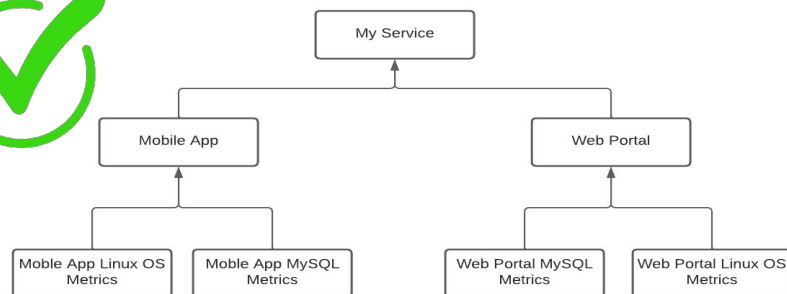 My Service
Mobile App
Web Portal
Moble App Linux OS
Metrics
Moble App MySQL
Metrics
Web Portal MySQL
Metrics
Web Portal Linux OS
Metrics